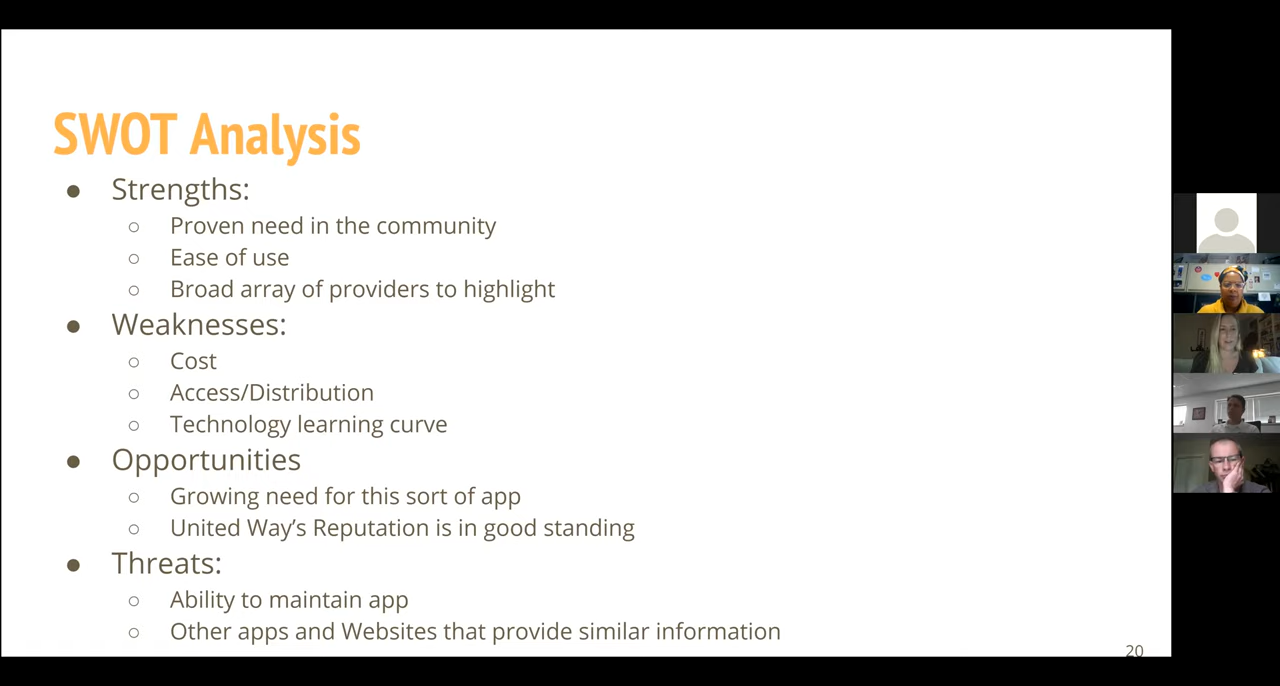 SWOT Analysis
● Strengths:
○ Proven need in the community
○ Ease of use
○ Broad array of providers to highlight
● Weaknesses:
○ Cost
○ Access/Distribution
○ Technology learning curve
● Opportunities
○ Growing need for this sort of app
○ United Way’s Reputation is in good standing
● Threats:
○ Ability to maintain app
○ Other apps and Websites that provide similar information
20